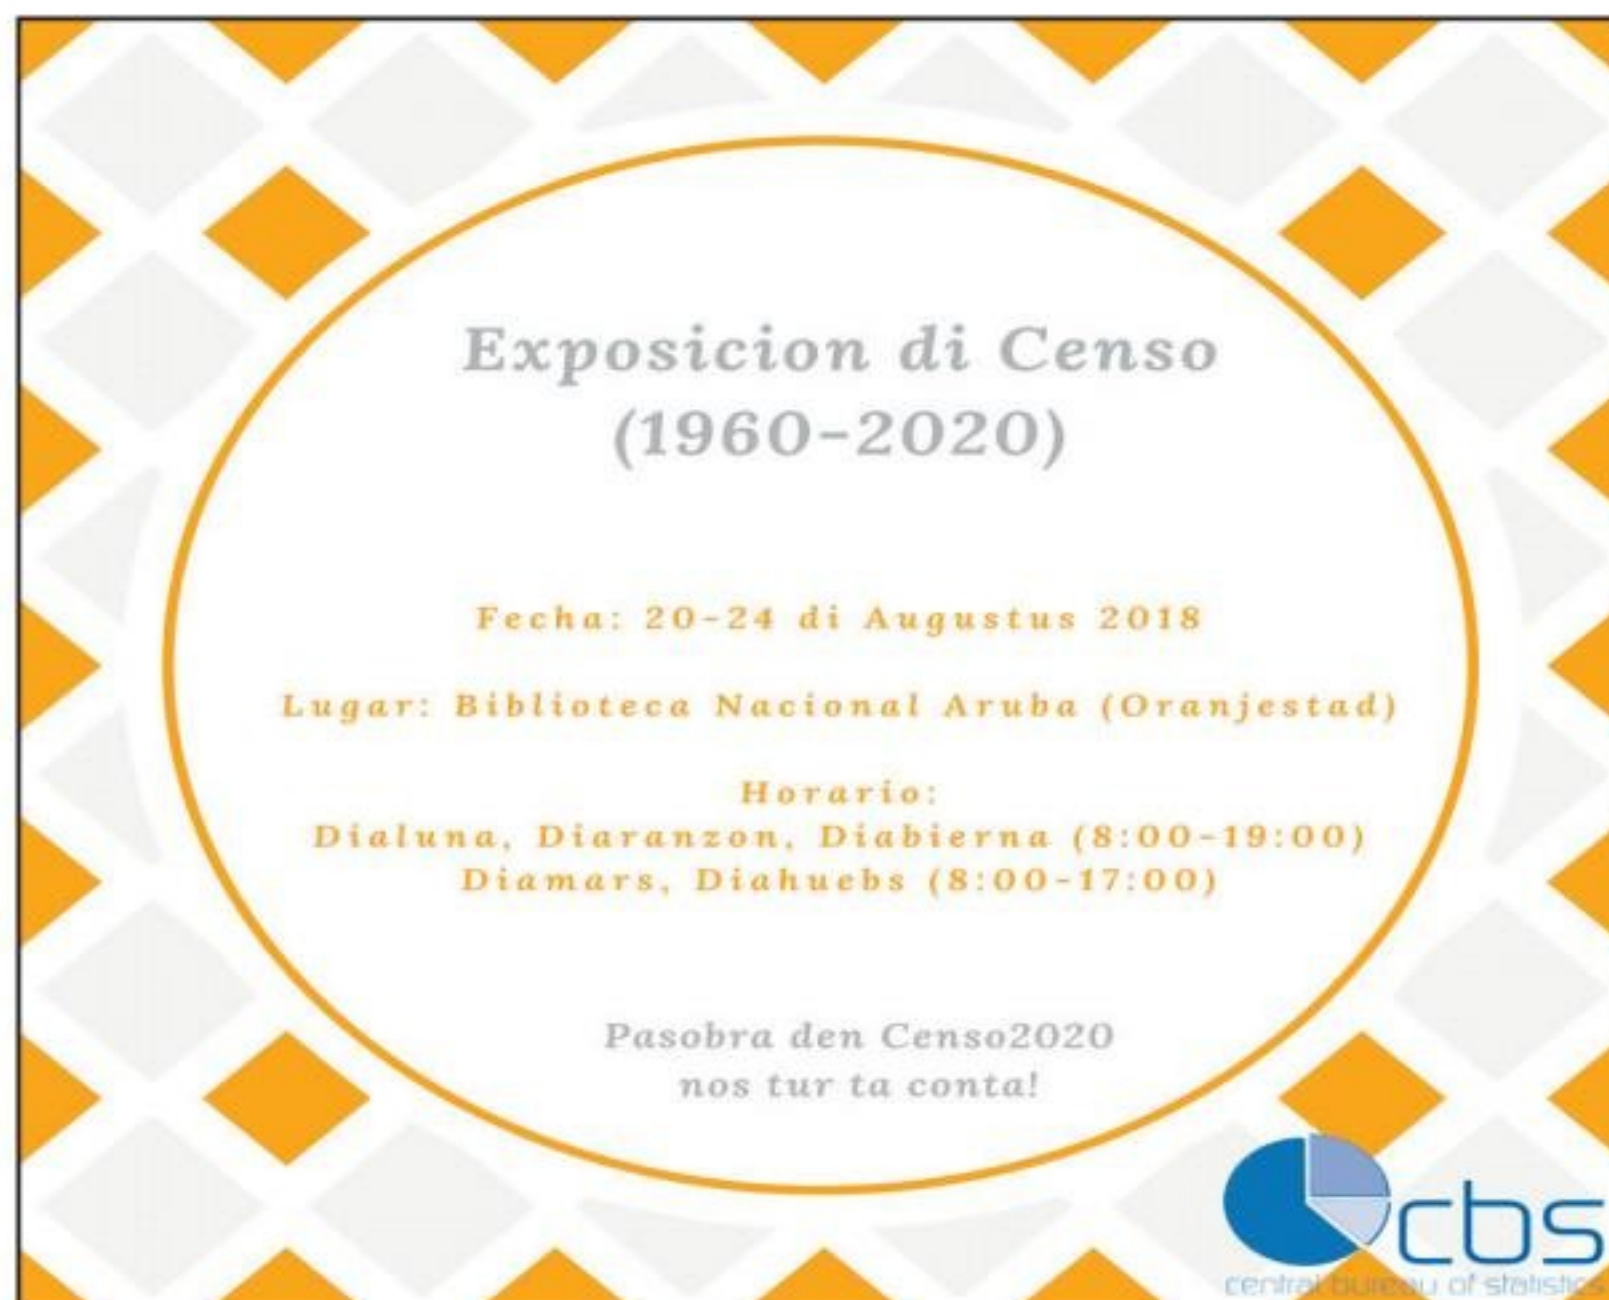 Exposicion di Censo
(1960-2020)
Fecha: 20-24 di Augustus 2018
Lugar: Biblioteca Nacional Aruba (Oranjestad)
Horario:
Dialuna, Diaranzon, Diabierna (8:00-19:00)
Diamars, Diahuebs (8:00-17:00)
Pasobra den Censo2020
nos tur ta conta!
cbs
central bureau of statistics